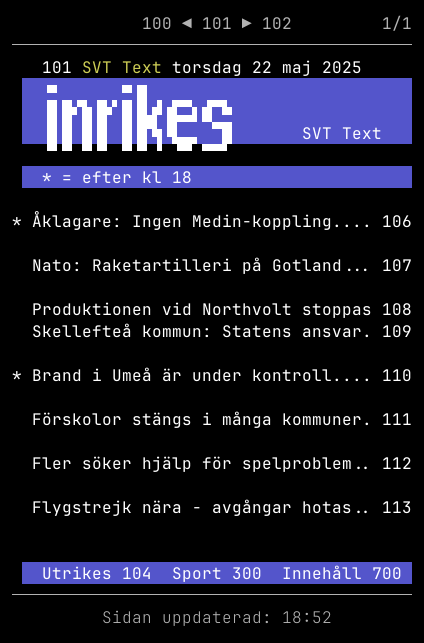 100 ◄ 101 ► 102 1/1
101 SVT Text torsdag 22 maj 2025
inrikes
SVT Text
* = efter kl 18
* Åklagare: Ingen Medin-koppling.... 106
Nato: Raketartilleri på Gotland... 107
Produktionen vid Northvolt stoppas 108
Skellefteå kommun: Statens ansvar. 109
* Brand i Umeå är under kontroll.... 110
Förskolor stängs i många kommuner. 111
Fler söker hjälp för spelproblem.. 112
Flygstrejk nära - avgångar hotas.. 113
Utrikes 104 Sport 300 Innehåll 700
Sidan uppdaterad: 18:52